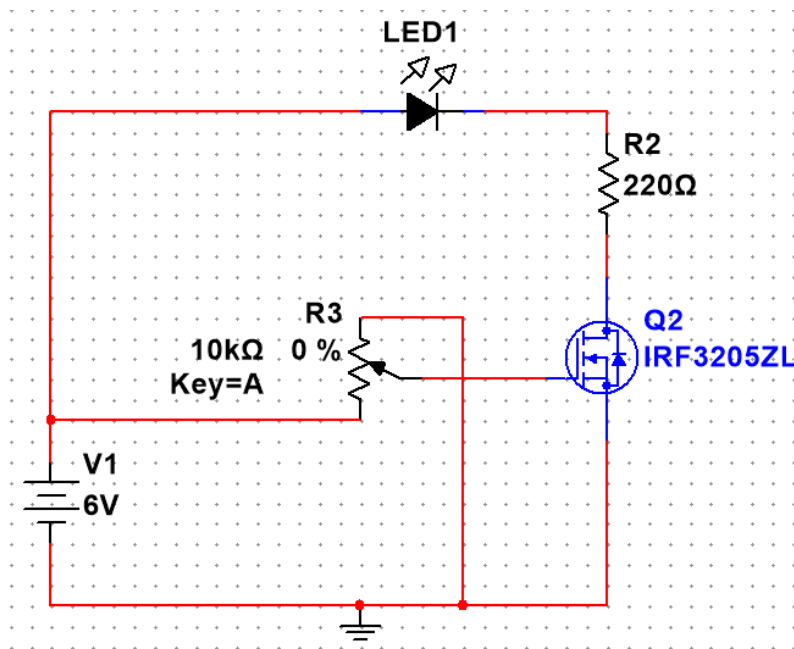 LED1
R2
220Ω
R3
10kΩ 0 %
Key=A
Q2
IRF3205ZL
V1
6V